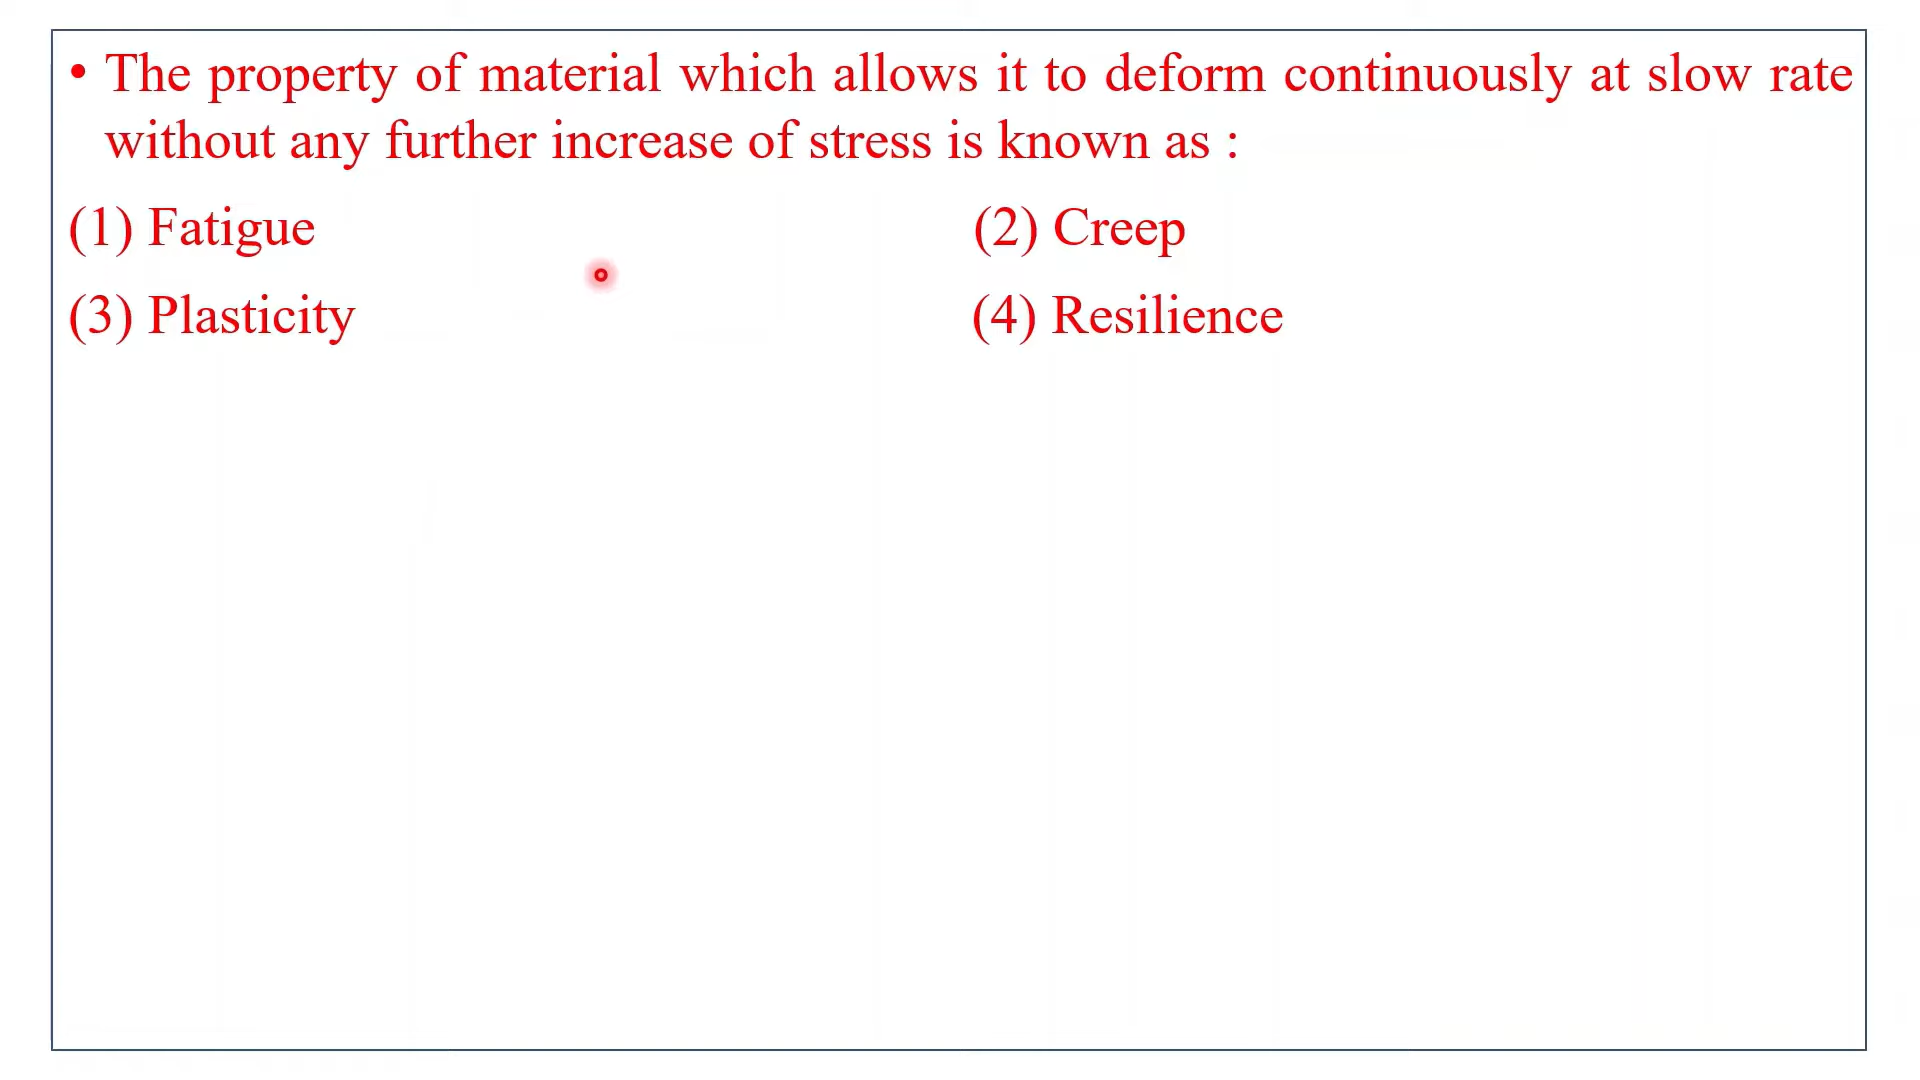 • The property of material which allows it to deform continuously at slow rate
without any further increase of stress is known as :
(1) Fatigue (2) Creep
(3) Plasticity (4) Resilience